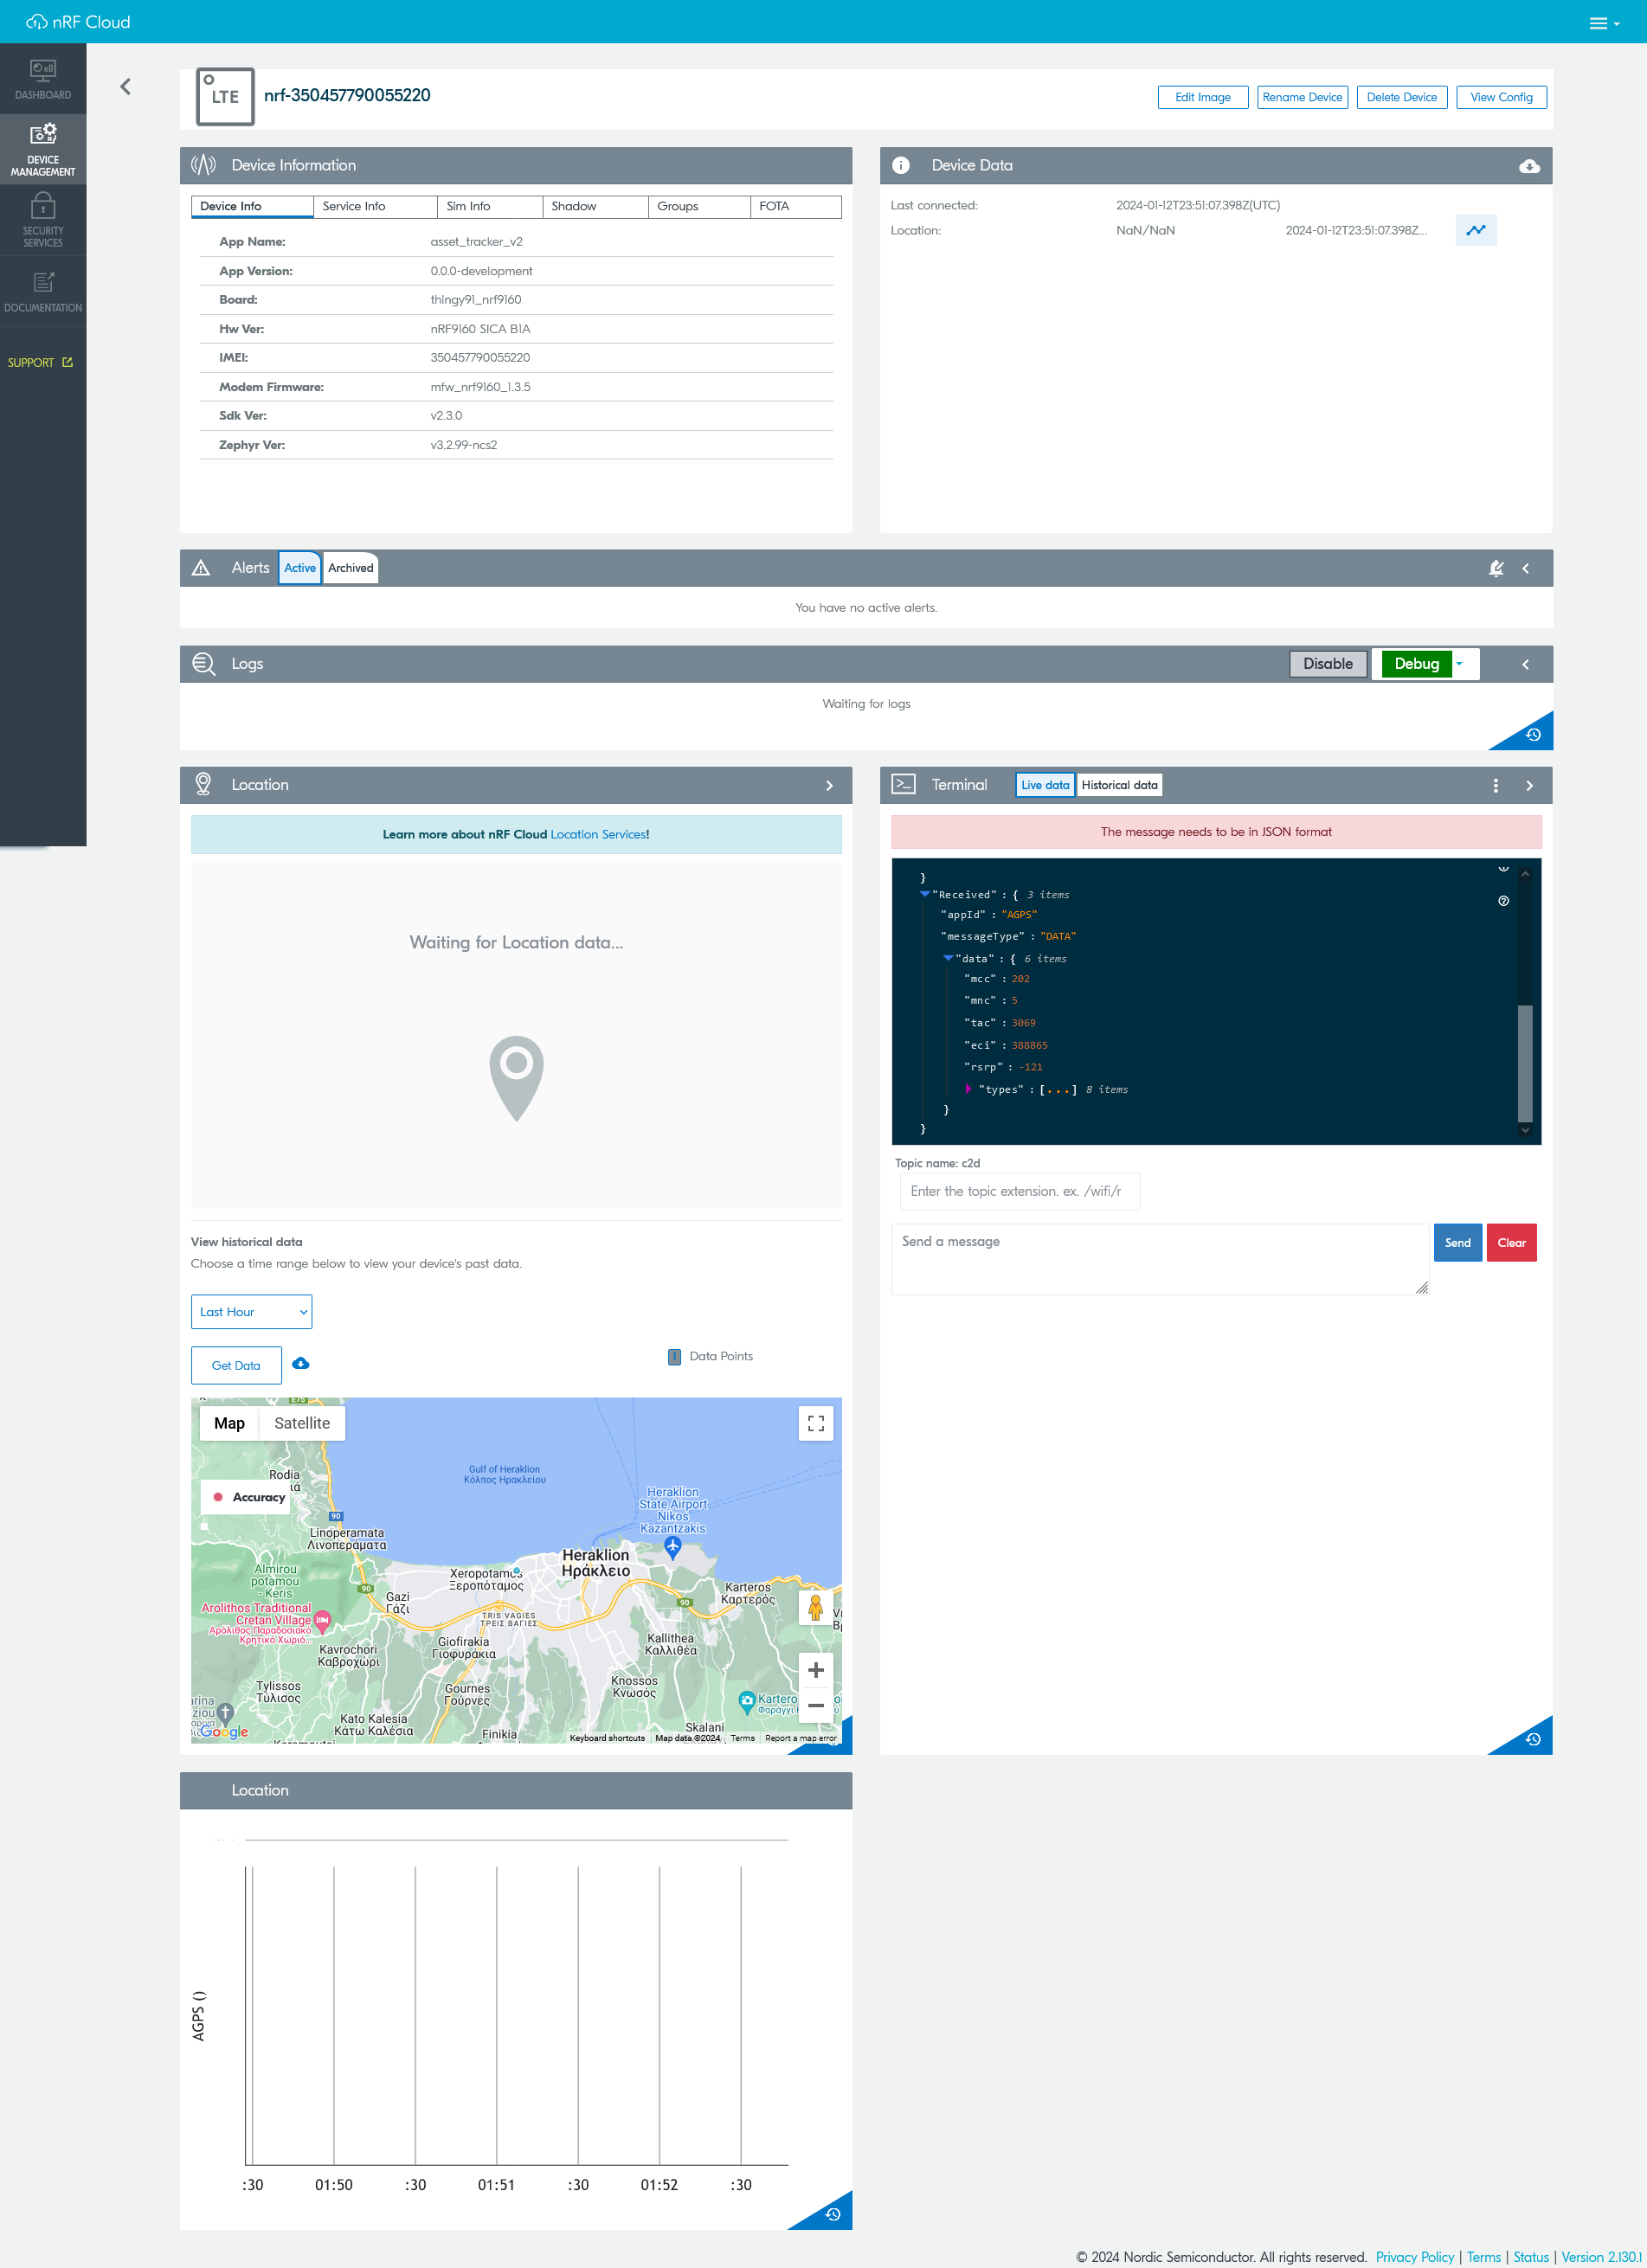 nRF Cloud
DASHBOARD
DEVICE
MANAGEMENT
SECURITY
SERVICES
DOCUMENTATION
SUPPORT
LTE
nrf-350457790055220
Edit Image
Rename Device
Delete Device
View Config
Device Information
Device Info
Service Info
Sim Info
Shadow
Groups
FOTA
App Name: asset_tracker_v2
App Version: 0.0.0-development
Board: thingy91_nrf9160
Hw Ver: nRF9160 SICA B1A
IMEI: 350457790055220
Modem Firmware: mfw_nrf9160_1.3.5
Sdk Ver: v2.3.0
Zephyr Ver: v3.2.99-ncs2
Device Data
Last connected: 2024-01-12T23:51:07.398Z(UTC)
Location: NaN/NaN 2024-01-12T23:51:07.398Z...
Alerts
Active
Archived
You have no active alerts.
Logs
Disable
Debug
Waiting for logs
Location
Learn more about nRF Cloud Location Services!
Waiting for Location data...
View historical data
Choose a time range below to view your device's past data.
Last Hour
Get Data
Data Points
Map
Satellite
E75
Gulf of Heraklion
Κόλπος Ηρακλείου
Rodia
ιά
Accuracy
Heraklion
State Airport
Nikos
Kazantzakis
90
Linoperamata
Λινοπεράματα
Heraklion
Ηράκλειο
Almirou
potamou
- Keris
Xeropotamos
Ξεροπόταμος
90
Gazi
Γάζι
Karteros
Καρτερός
90
Arolithos Traditional
Cretan Village
Αρόλιθος Παραδοσιακό
Κρητικό Χωριό...
TRIS VAGIES
ΤΡΕΙΣ ΒΑΓΙΕΣ
Giofirakia
Γιοφυράκια
Kallithea
Καλλιθέα
Kavrochori
Καβροχώρι
Knossos
Κνωσός
Tylissos
Τύλισος
Gournes
Γούρνες
Kartero
Φαράγγι
Kato Kalesia
Κάτω Καλέσια
Skalani
Finikia
Google
Keyboard shortcuts
Map data ©2024
Terms
Report a map error
Terminal
Live data
Historical data
The message needs to be in JSON format
}
"Received" : { 3 items
"appId" : "AGPS"
"messageType" : "DATA"
"data" : { 6 items
"mcc" : 202
"mnc" : 5
"tac" : 3069
"eci" : 388865
"rsrp" : -121
"types" : [...] 8 items
}
}
Topic name: c2d
Enter the topic extension. ex. /wifi/r
Send a message
Send
Clear
Location
AGPS ()
:30 01:50 :30 01:51 :30 01:52 :30
© 2024 Nordic Semiconductor. All rights reserved. Privacy Policy | Terms | Status | Version 2.130.1